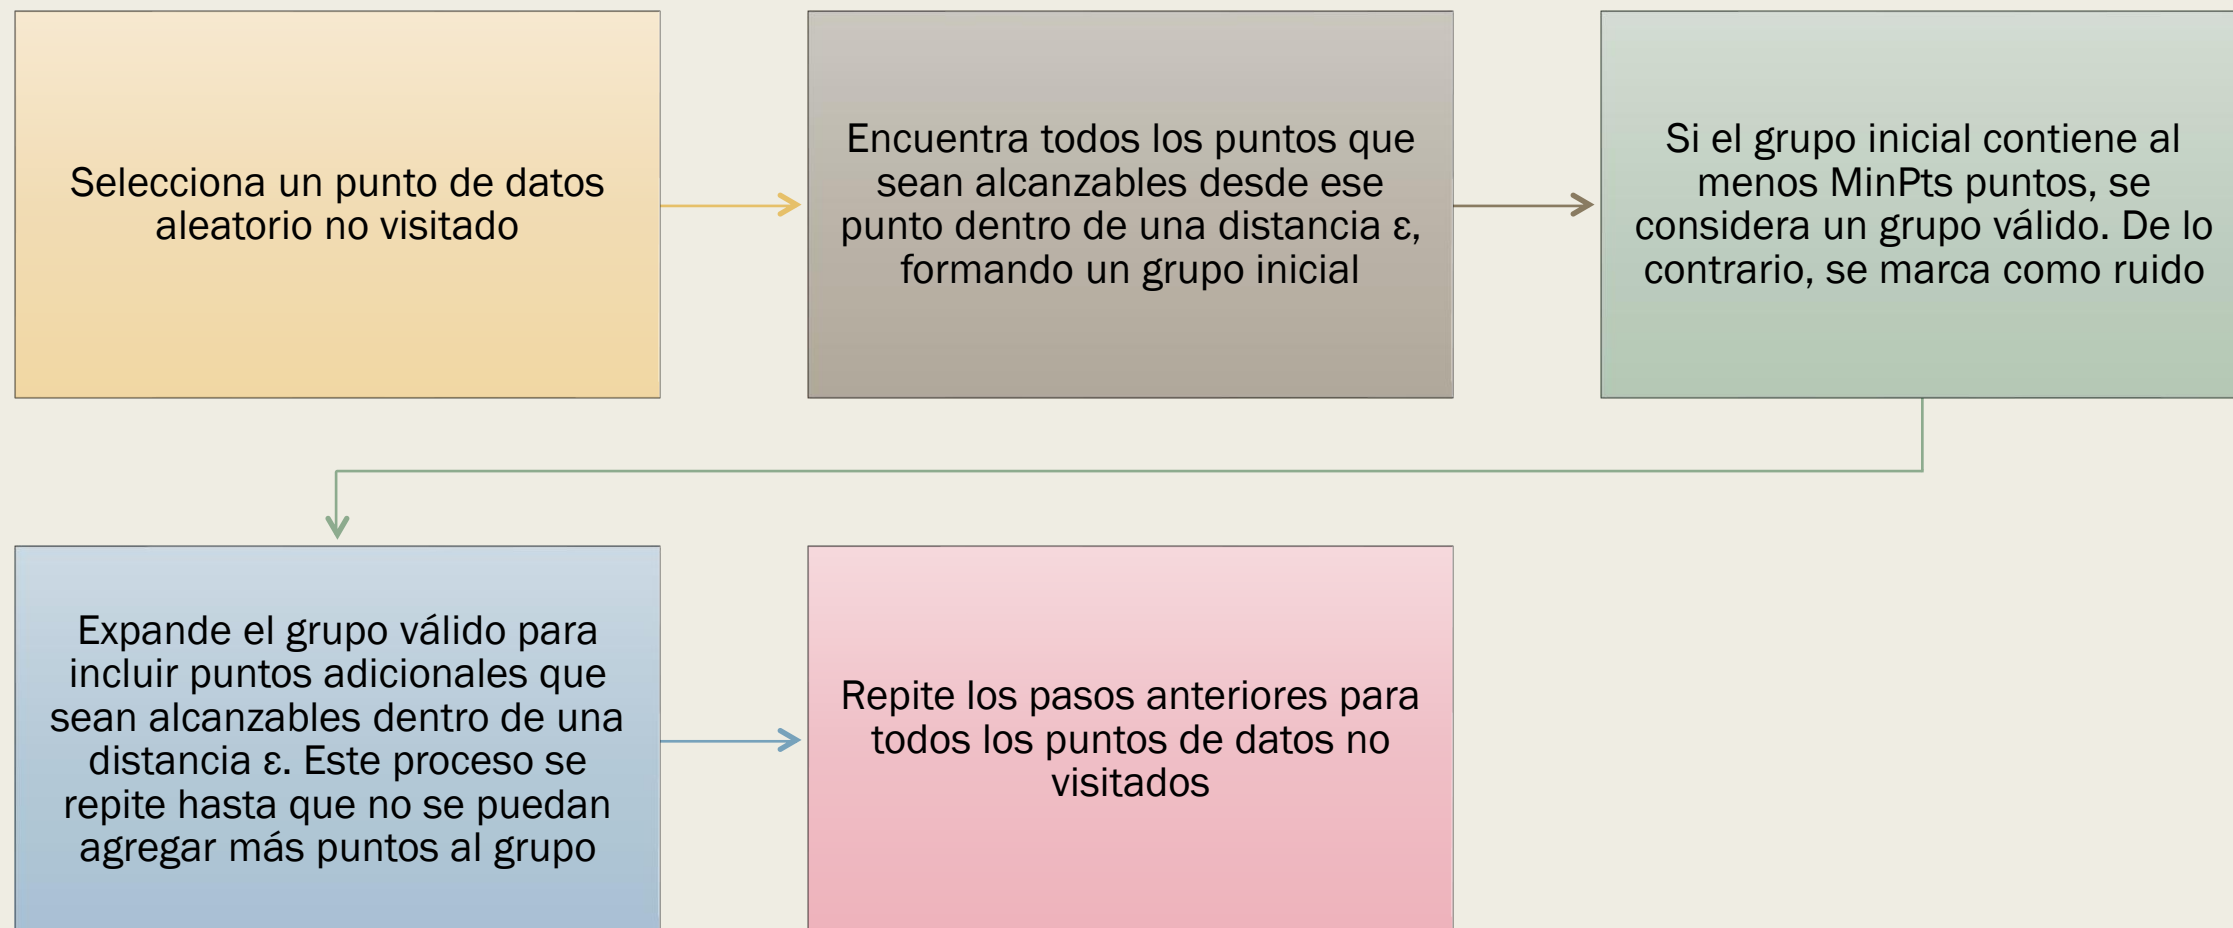 Selecciona un punto de datos
aleatorio no visitado
Encuentra todos los puntos que
sean alcanzables desde ese
punto dentro de una distancia ε,
formando un grupo inicial
Si el grupo inicial contiene al
menos MinPts puntos, se
considera un grupo válido. De lo
contrario, se marca como ruido
Expande el grupo válido para
incluir puntos adicionales que
sean alcanzables dentro de una
distancia ε. Este proceso se
repite hasta que no se puedan
agregar más puntos al grupo
Repite los pasos anteriores para
todos los puntos de datos no
visitados